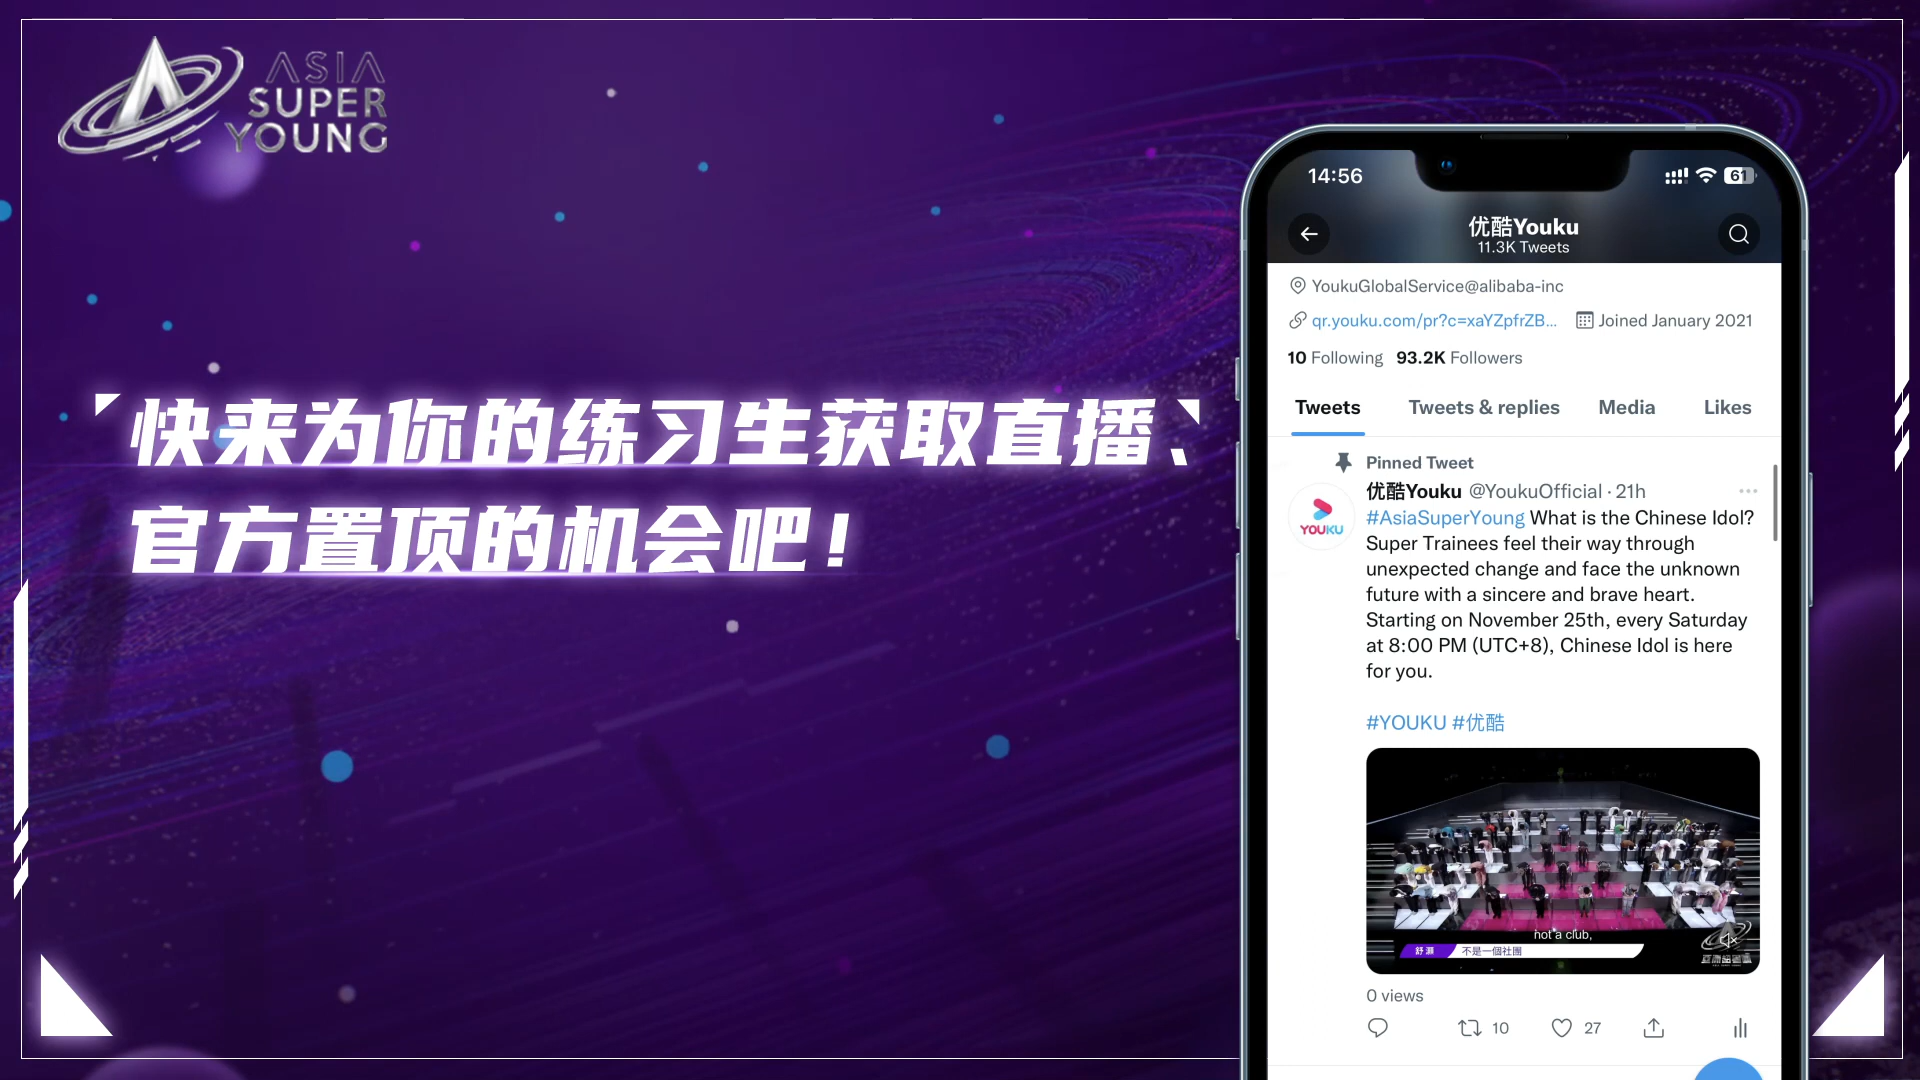 ASIA
SUPER
YOUNG
快来为你的练习生获取直播、
官方置顶的机会吧！
14:56
61
优酷Youku
11.3K Tweets
YoukuGlobalService@alibaba-inc
qr.youku.com/pr?c=xaYZpfrZB...
Joined January 2021
10 Following 93.2K Followers
Tweets Tweets & replies Media Likes
Pinned Tweet
优酷Youku @YoukuOfficial · 21h
YOUKU
#AsiaSuperYoung What is the Chinese Idol?
Super Trainees feel their way through
unexpected change and face the unknown
future with a sincere and brave heart.
Starting on November 25th, every Saturday
at 8:00 PM (UTC+8), Chinese Idol is here
for you.
#YOUKU #优酷
not a club,
不是一個社團
0 views
10 27